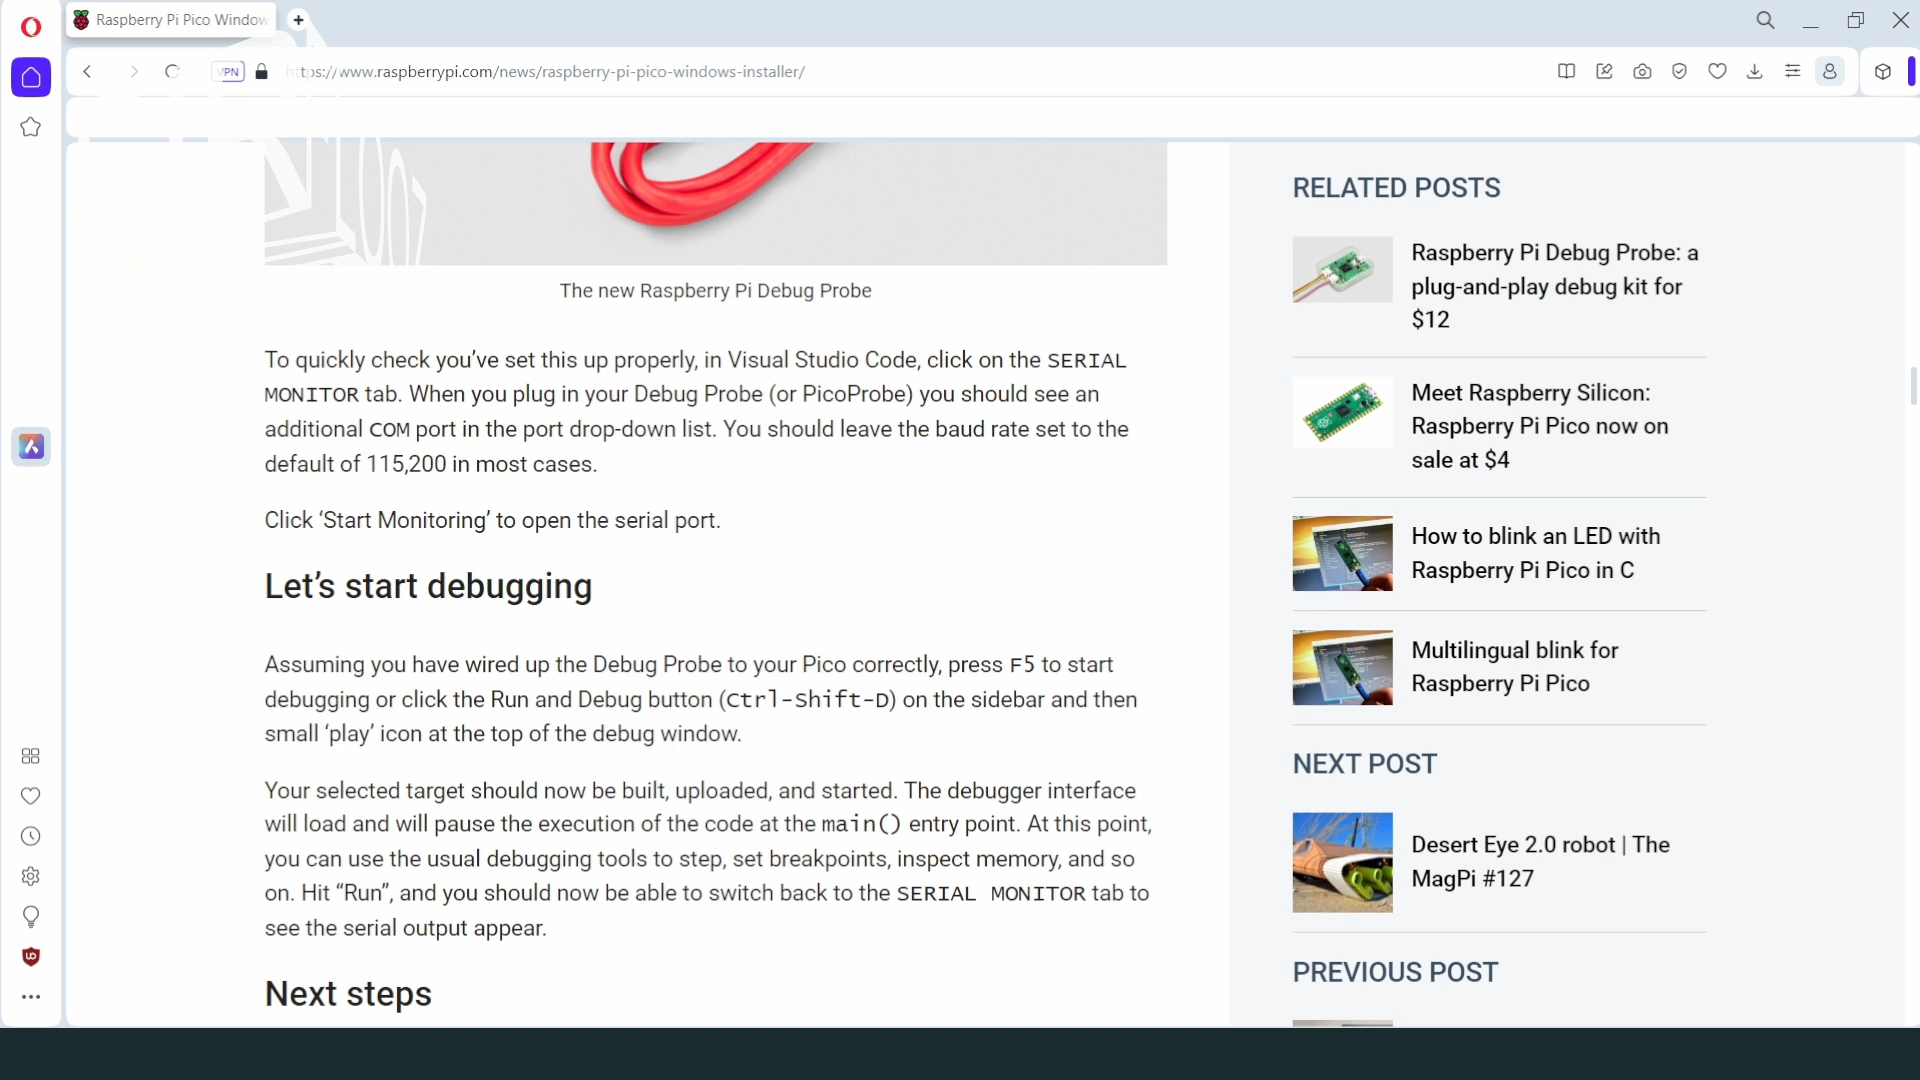 Raspberry Pi Pico Window
VPN
https://www.raspberrypi.com/news/raspberry-pi-pico-windows-installer/
The new Raspberry Pi Debug Probe
To quickly check you’ve set this up properly, in Visual Studio Code, click on the SERIAL
MONITOR tab. When you plug in your Debug Probe (or PicoProbe) you should see an
additional COM port in the port drop-down list. You should leave the baud rate set to the
default of 115,200 in most cases.
Click ‘Start Monitoring’ to open the serial port.
Let’s start debugging
Assuming you have wired up the Debug Probe to your Pico correctly, press F5 to start
debugging or click the Run and Debug button (Ctrl-Shift-D) on the sidebar and then
small ‘play’ icon at the top of the debug window.
Your selected target should now be built, uploaded, and started. The debugger interface
will load and will pause the execution of the code at the main() entry point. At this point,
you can use the usual debugging tools to step, set breakpoints, inspect memory, and so
on. Hit “Run”, and you should now be able to switch back to the SERIAL MONITOR tab to
see the serial output appear.
Next steps
RELATED POSTS
Raspberry Pi Debug Probe: a
plug-and-play debug kit for
$12
Meet Raspberry Silicon:
Raspberry Pi Pico now on
sale at $4
How to blink an LED with
Raspberry Pi Pico in C
Multilingual blink for
Raspberry Pi Pico
NEXT POST
Desert Eye 2.0 robot | The
MagPi #127
PREVIOUS POST